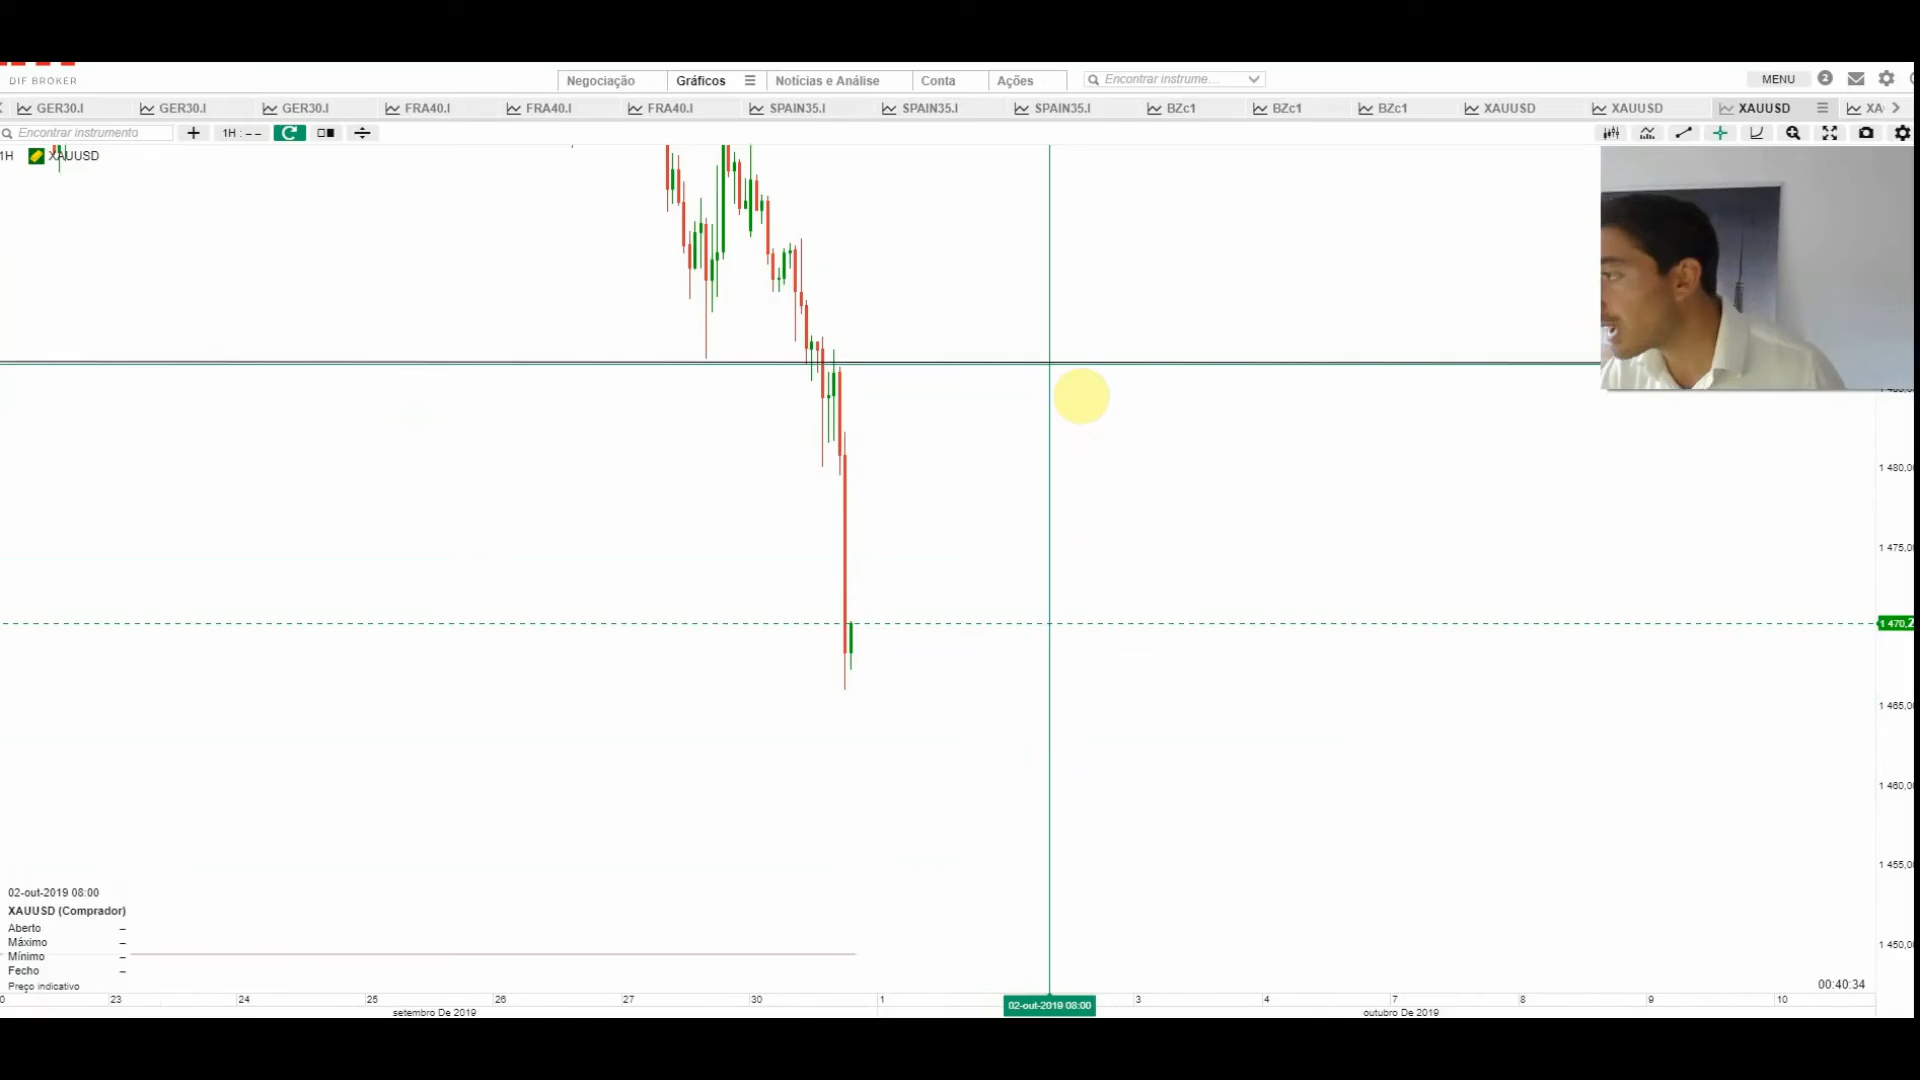 DIF BROKER
Negociação Gráficos Notícias e Análise Conta Ações Encontrar instrume... MENU 2
GER30.I GER30.I GER30.I FRA40.I FRA40.I FRA40.I SPAIN35.I SPAIN35.I SPAIN35.I BZc1 BZc1 BZc1 XAUUSD XAUUSD XAUUSD XA
Encontrar instrumento 1H : – –
1H XAUUSD
1 480,0
1 475,0
1 470,2
1 465,0
1 460,0
1 455,0
1 450,0
02-out-2019 08:00
XAUUSD (Comprador)
Aberto –
Máximo –
Mínimo –
Fecho –
Preço indicativo
00:40:34
23 24 25 26 27 30 1 3 4 7 8 9 10
02-out-2019 08:00
setembro De 2019 outubro De 2019